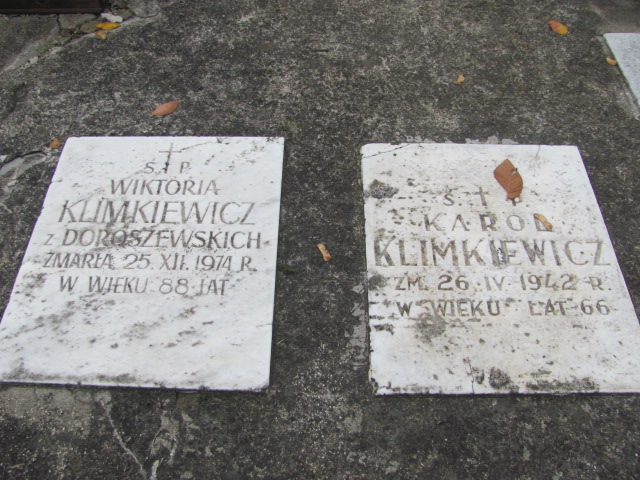 Ś † P.
WIKTORIA
KLIMKIEWICZ
z DOROSZEWSKICH
ZMARŁA 25.XII.1974 R.
W WIEKU 88 LAT
Ś † P.
KAROL
KLIMKIEWICZ
ZM. 26.IV.1942 R.
W WIEKU LAT 66